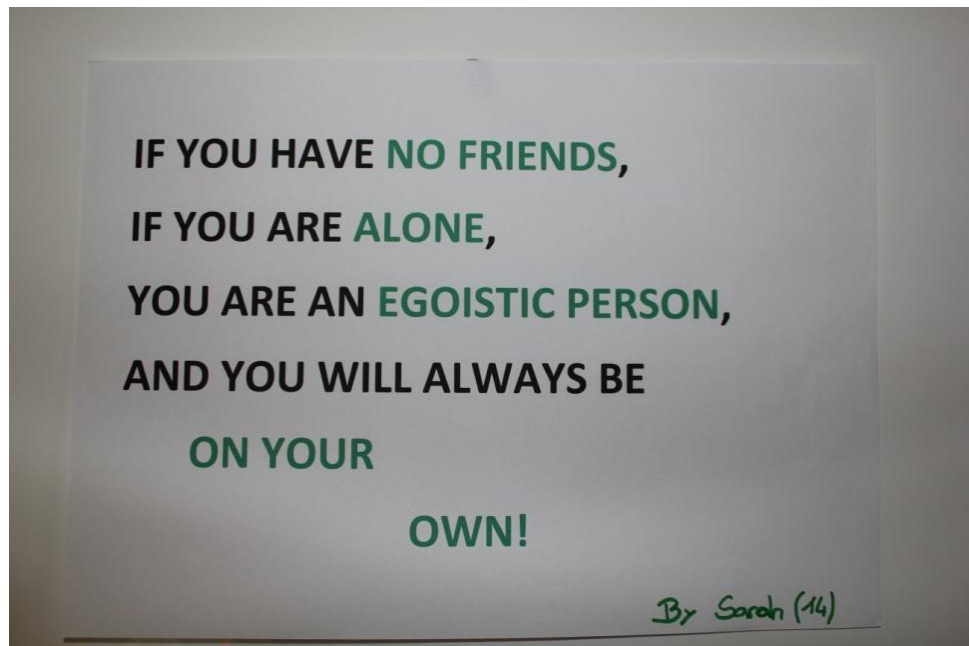 IF YOU HAVE NO FRIENDS,
IF YOU ARE ALONE,
YOU ARE AN EGOISTIC PERSON,
AND YOU WILL ALWAYS BE
ON YOUR
OWN!
By Sarah (14)